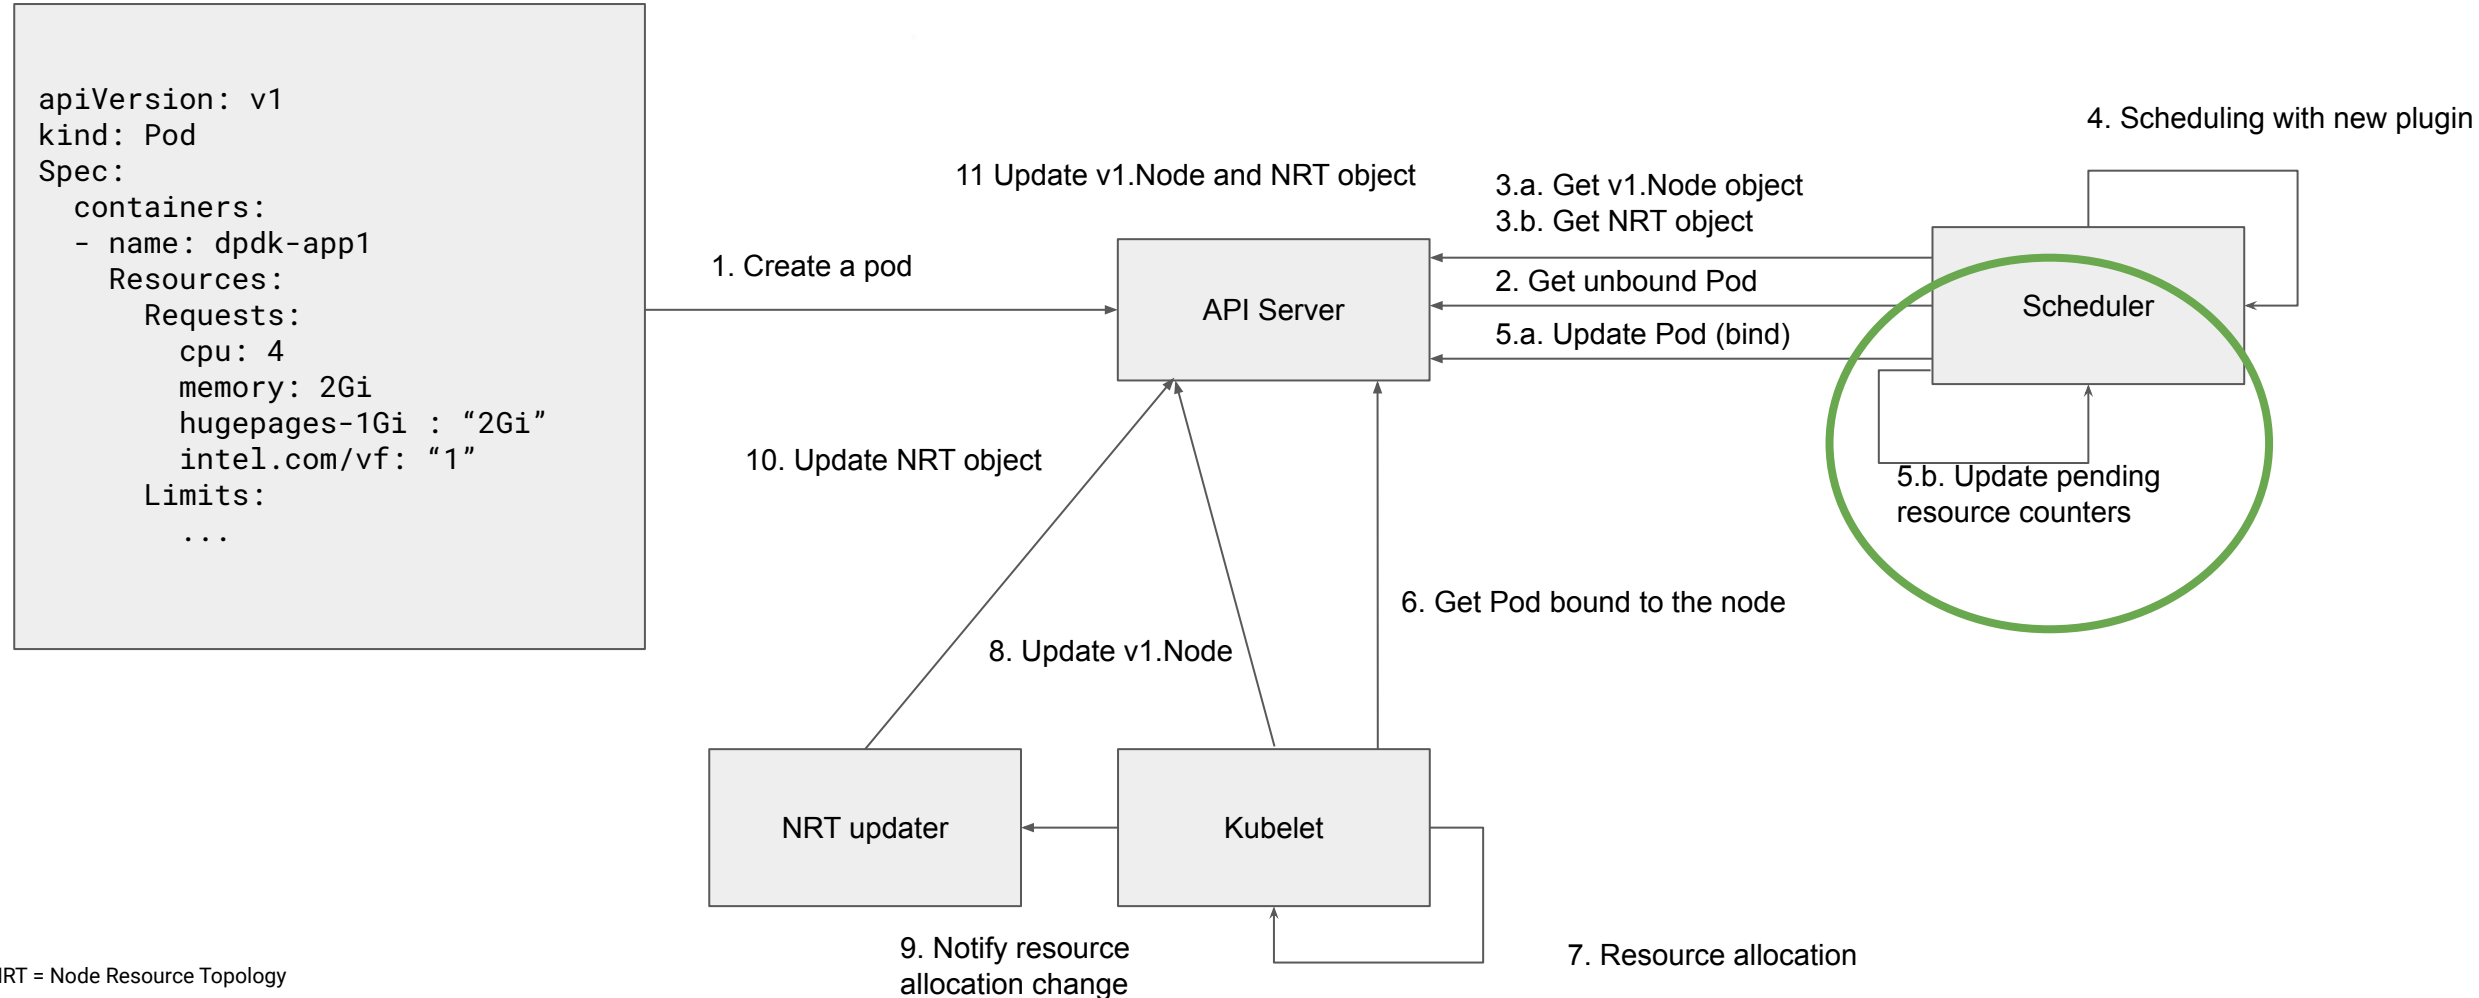 apiVersion: v1
kind: Pod
Spec:
  containers:
  - name: dpdk-app1
    Resources:
      Requests:
        cpu: 4
        memory: 2Gi
        hugepages-1Gi : “2Gi”
        intel.com/vf: “1”
      Limits:
        ...
1. Create a pod
11 Update v1.Node and NRT object
API Server
3.a. Get v1.Node object
3.b. Get NRT object
2. Get unbound Pod
5.a. Update Pod (bind)
4. Scheduling with new plugin
Scheduler
5.b. Update pending
resource counters
10. Update NRT object
8. Update v1.Node
6. Get Pod bound to the node
NRT updater
Kubelet
9. Notify resource
allocation change
7. Resource allocation
= Node Resource Topology